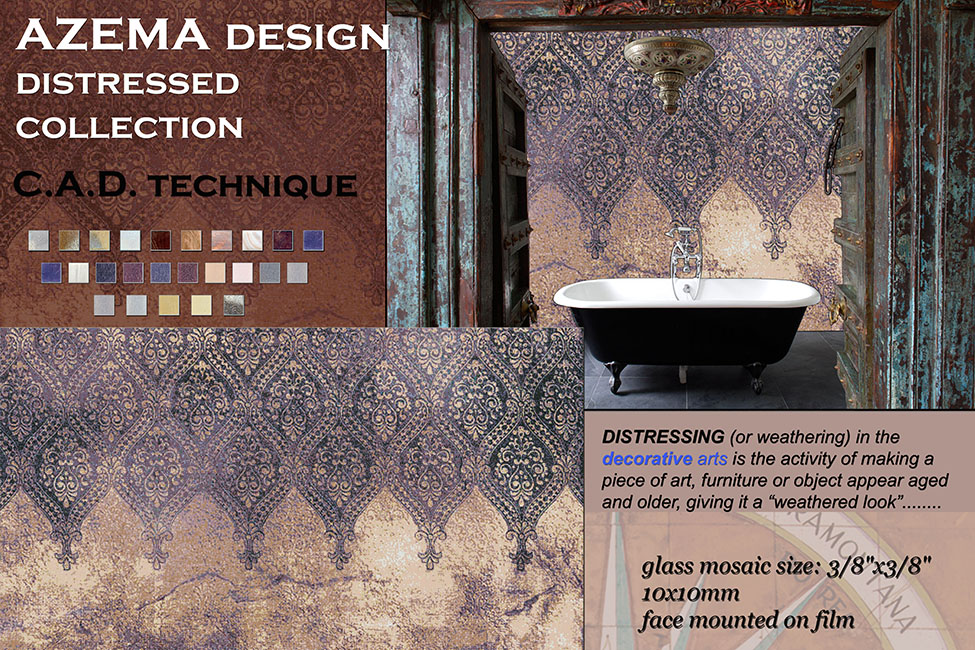 AZEMA DESIGN
DISTRESSED
COLLECTION
C.A.D. TECHNIQUE
DISTRESSING (or weathering) in the
decorative arts is the activity of making a
piece of art, furniture or object appear aged
and older, giving it a “weathered look”........
glass mosaic size: 3/8"x3/8"
10x10mm
face mounted on film